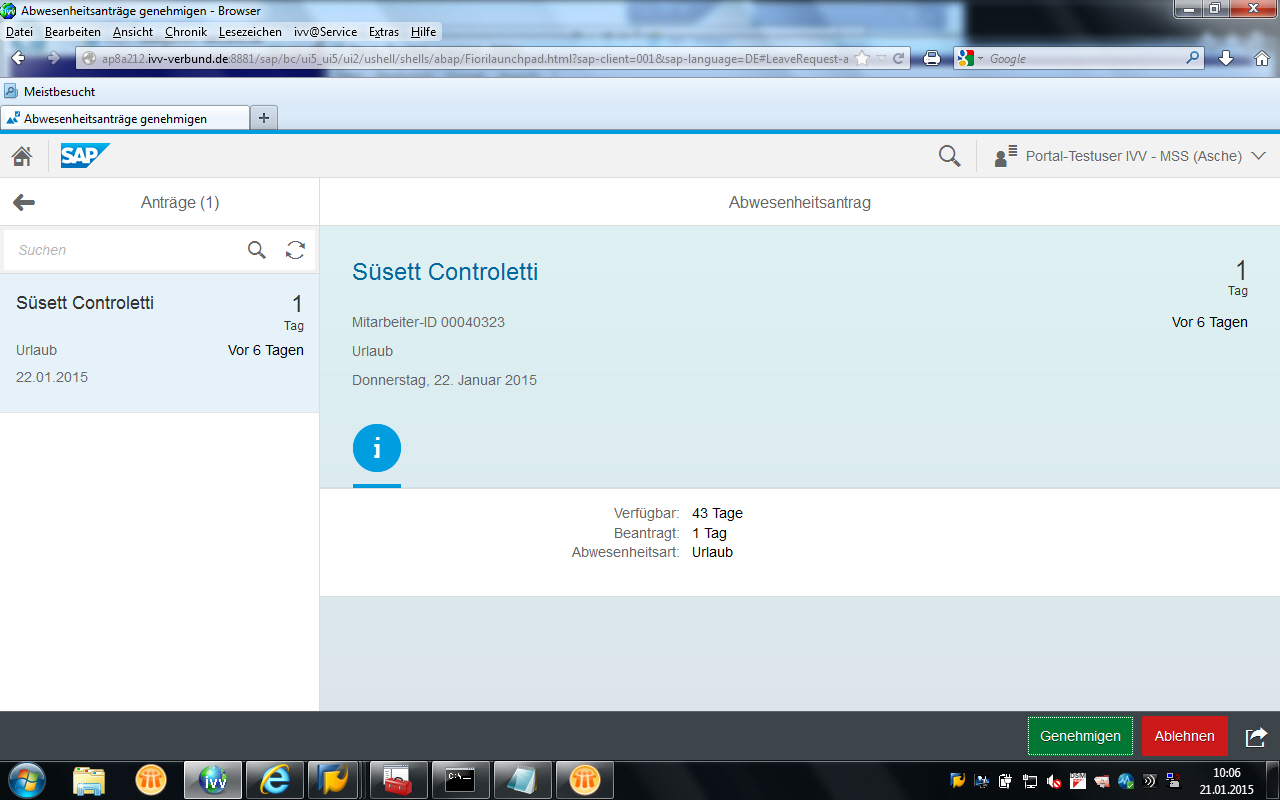 Abwesenheitsanträge genehmigen - Browser
Datei Bearbeiten Ansicht Chronik Lesezeichen ivv@Service Extras Hilfe
ap8a212.ivv-verbund.de:8881/sap/bc/ui5_ui5/ui2/ushell/shells/abap/Fiorilaunchpad.html?sap-client=001&sap-language=DE#LeaveRequest-a
Google
Meistbesucht
Abwesenheitsanträge genehmigen
SAP
Portal-Testuser IVV - MSS (Asche)
Anträge (1)
Abwesenheitsantrag
Suchen
Süsett Controletti
1
Tag
Urlaub
Vor 6 Tagen
22.01.2015
Süsett Controletti
1
Tag
Mitarbeiter-ID 00040323
Vor 6 Tagen
Urlaub
Donnerstag, 22. Januar 2015
i
Verfügbar: 43 Tage
Beantragt: 1 Tag
Abwesenheitsart: Urlaub
Genehmigen
Ablehnen
ivv
C:\
10:06
21.01.2015